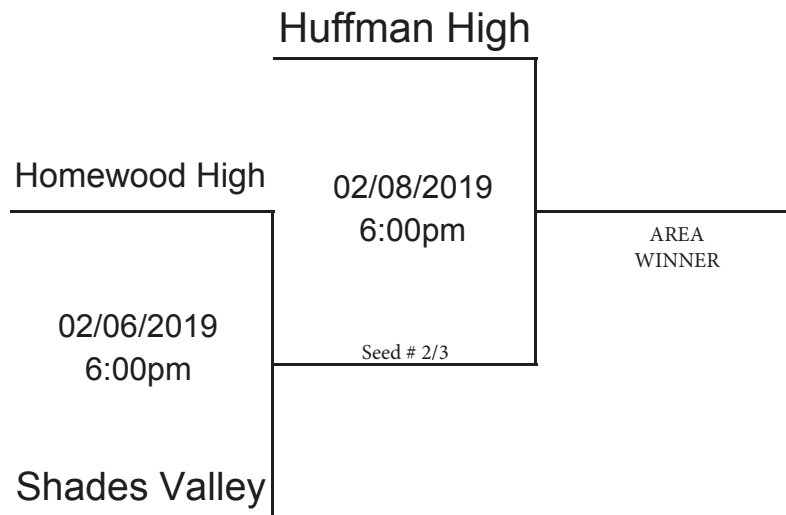 Huffman High
Homewood High
02/08/2019
6:00pm
AREA
WINNER
02/06/2019
6:00pm
Seed # 2/3
Shades Valley